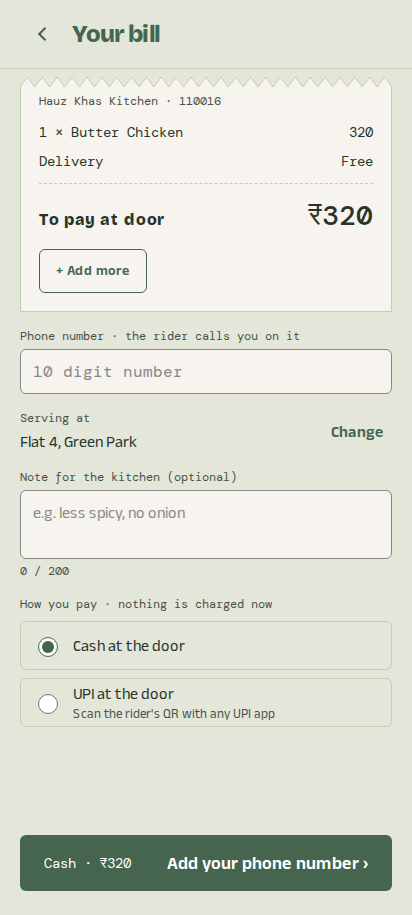 Your bill
Hauz Khas Kitchen · 110016
1 × Butter Chicken 320
Delivery Free
To pay at door ₹320
+ Add more
Phone number · the rider calls you on it
10 digit number
Serving at
Flat 4, Green Park
Change
Note for the kitchen (optional)
e.g. less spicy, no onion
0 / 200
How you pay · nothing is charged now
Cash at the door
UPI at the door
Scan the rider's QR with any UPI app
Cash · ₹320 Add your phone number ›